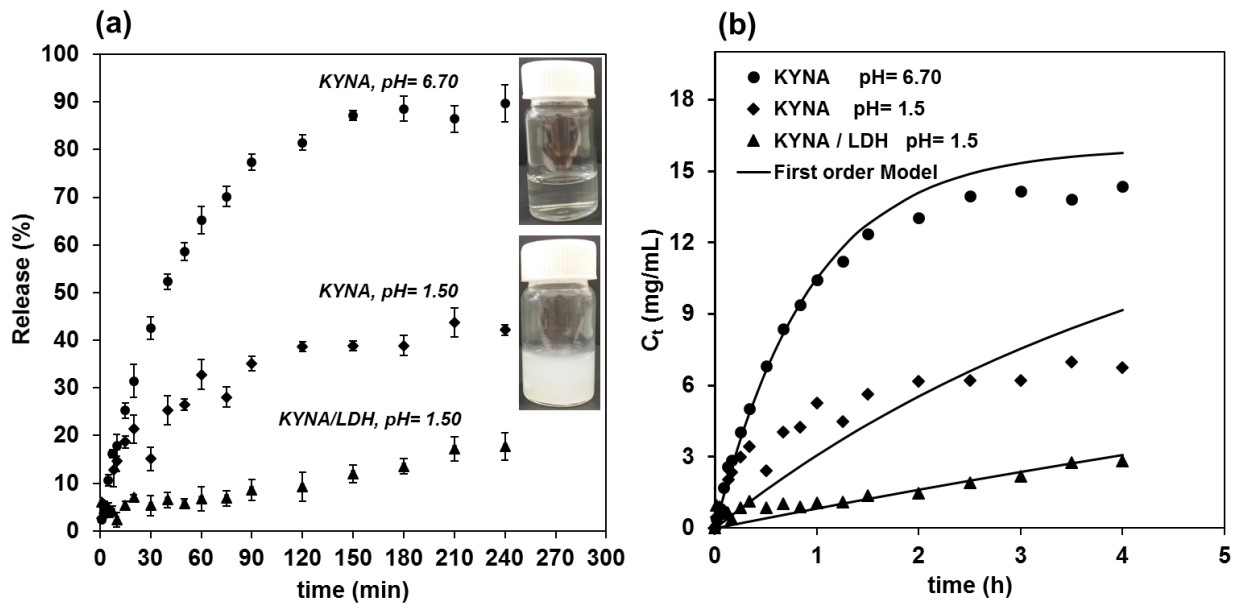 (a)
100
90
80
70
60
50
40
30
20
10
0
Release (%)
KYNA, pH= 6.70
KYNA, pH= 1.50
KYNA/LDH, pH= 1.50
0 30 60 90 120 150 180 210 240 270 300
time (min)
(b)
18
15
12
9
6
3
0
Cₜ (mg/mL)
KYNA pH= 6.70
KYNA pH= 1.5
KYNA / LDH pH= 1.5
First order Model
0 1 2 3 4 5
time (h)